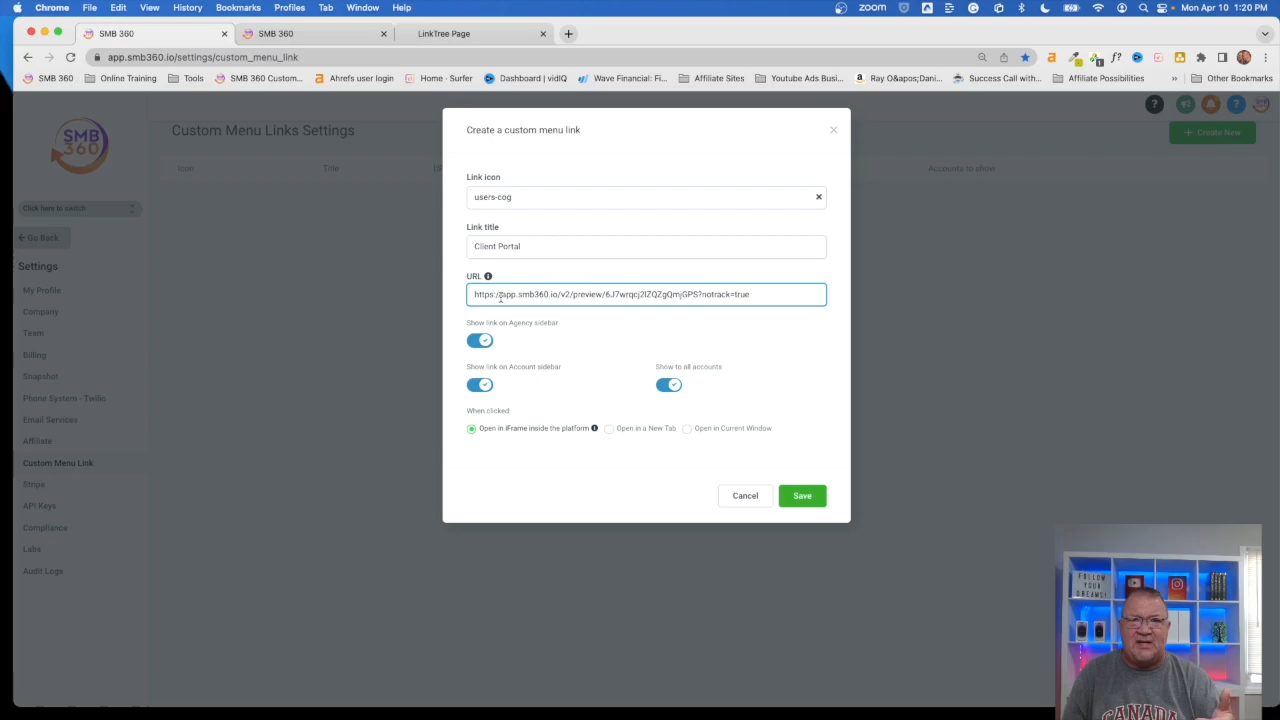 Chrome File Edit View History Bookmarks Profiles Tab Window Help ZOOM Mon Apr 10 1:20 PM
SMB 360 SMB 360 LinkTree Page
app.smb360.io/settings/custom_menu_link
SMB 360 Online Training Tools Ahrefs user login Home · Surfer Dashboard | vidIQ Wave Financial Fi... Affiliate Sites Youtube Ads Busi... Ray O&apos;Dani... Success Call with... Affiliate Possibilities Other Bookmarks
Custom Menu Links Settings
+ Create New
Icon Title Accounts to show
SMB
360
Click here to switch
Go Back
Settings
My Profile
Company
Team
Billing
Snapshot
Phone System - Twilio
Email Services
Affiliate
Custom Menu Link
Stripe
API Keys
Compliance
Labs
Audit Logs
Create a custom menu link
Link icon
users-cog
Link title
Client Portal
URL
https://app.smb360.io/v2/preview/6J7wrqcj2lZQZgQmjGPS?notrack=true
Show link on Agency sidebar
Show link on Account sidebar Show to all accounts
When clicked
Open in iFrame inside the platform Open in a New Tab Open in Current Window
Cancel Save
FOLLOW
YOUR
DREAMS!
CANADA